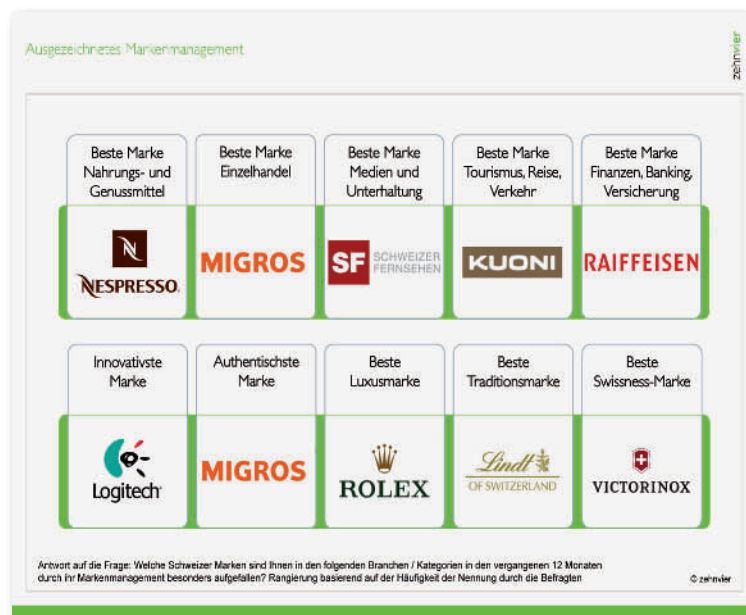 Ausgezeichnetes Markenmanagement
zehnvier
Beste Marke
Nahrungs- und
Genussmittel
Beste Marke
Einzelhandel
Beste Marke
Medien und
Unterhaltung
Beste Marke
Tourismus, Reise,
Verkehr
Beste Marke
Finanzen, Banking,
Versicherung
N
NESPRESSO
MIGROS
SF SCHWEIZER
FERNSEHEN
KUONI
RAIFFEISEN
Innovativste
Marke
Authentischste
Marke
Beste
Luxusmarke
Beste
Traditionsmarke
Beste
Swissness-Marke
Logitech
MIGROS
ROLEX
Lindt
OF SWITZERLAND
VICTORINOX
Antwort auf die Frage: Welche Schweizer Marken sind Ihnen in den folgenden Branchen / Kategorien in den vergangenen 12 Monaten
durch ihr Markenmanagement besonders aufgefallen? Rangierung basierend auf der Häufigkeit der Nennung durch die Befragten
© zehnvier